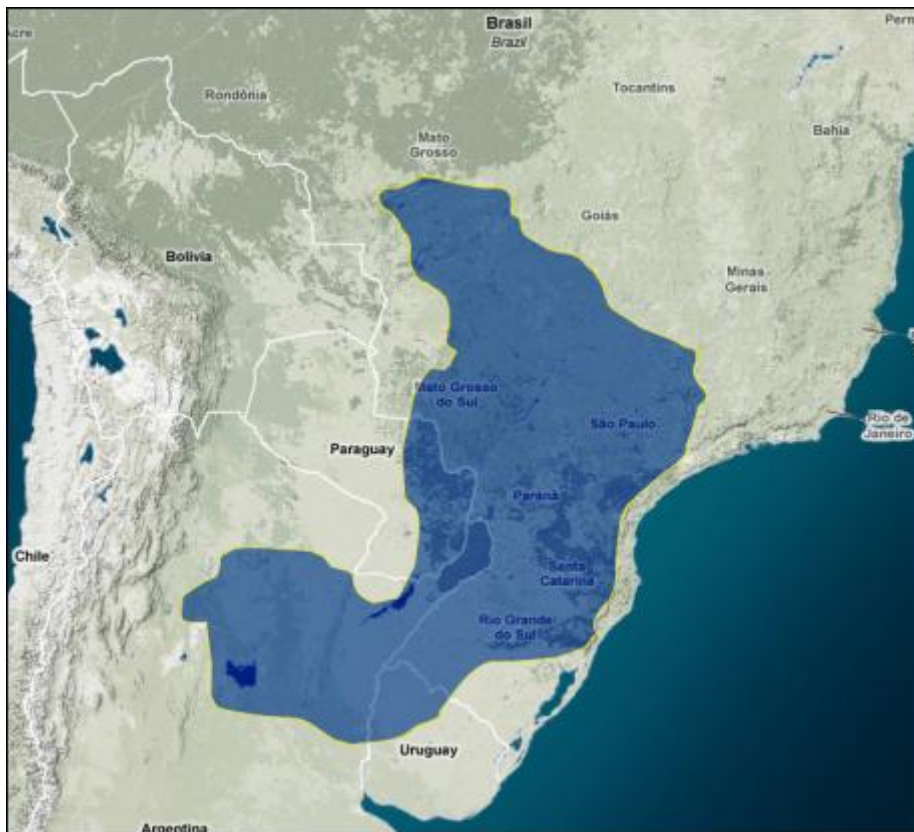 Brasil
Brazil
Acre
Rondônia
Tocantins
Mato
Grosso
Bahia
Goiás
Bolivia
Minas
Gerais
Mato Grosso
do Sul
São Paulo
Rio de
Janeiro
Paraguay
Paraná
Chile
Santa
Catarina
Rio Grande
do Sul
Uruguay
Argentina